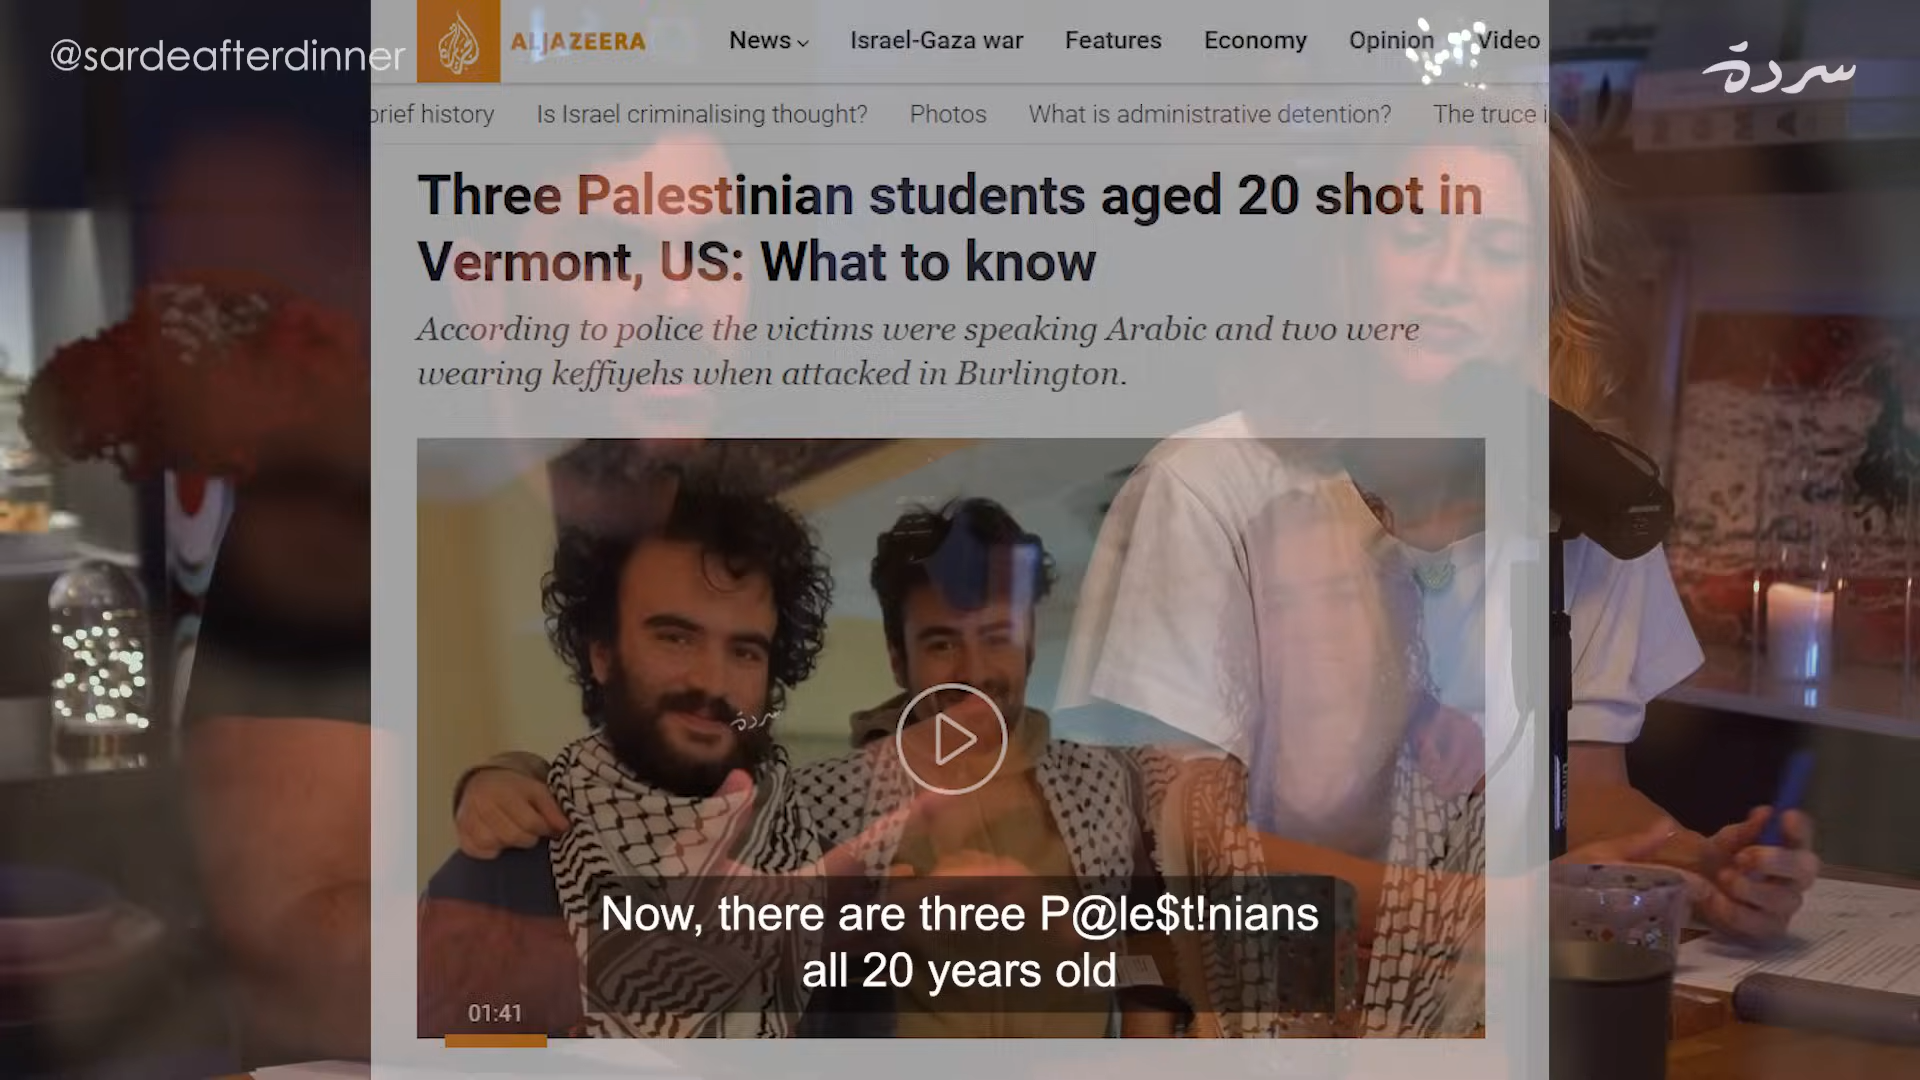 @sardeafterdinner
سردة
ALJAZEERA
News
Israel-Gaza war
Features
Economy
Opinion
Video
brief history
Is Israel criminalising thought?
Photos
What is administrative detention?
The truce i
Three Palestinian students aged 20 shot in
Vermont, US: What to know
According to police the victims were speaking Arabic and two were
wearing keffiyehs when attacked in Burlington.
سردة
Now, there are three P@le$t!nians
all 20 years old
01:41